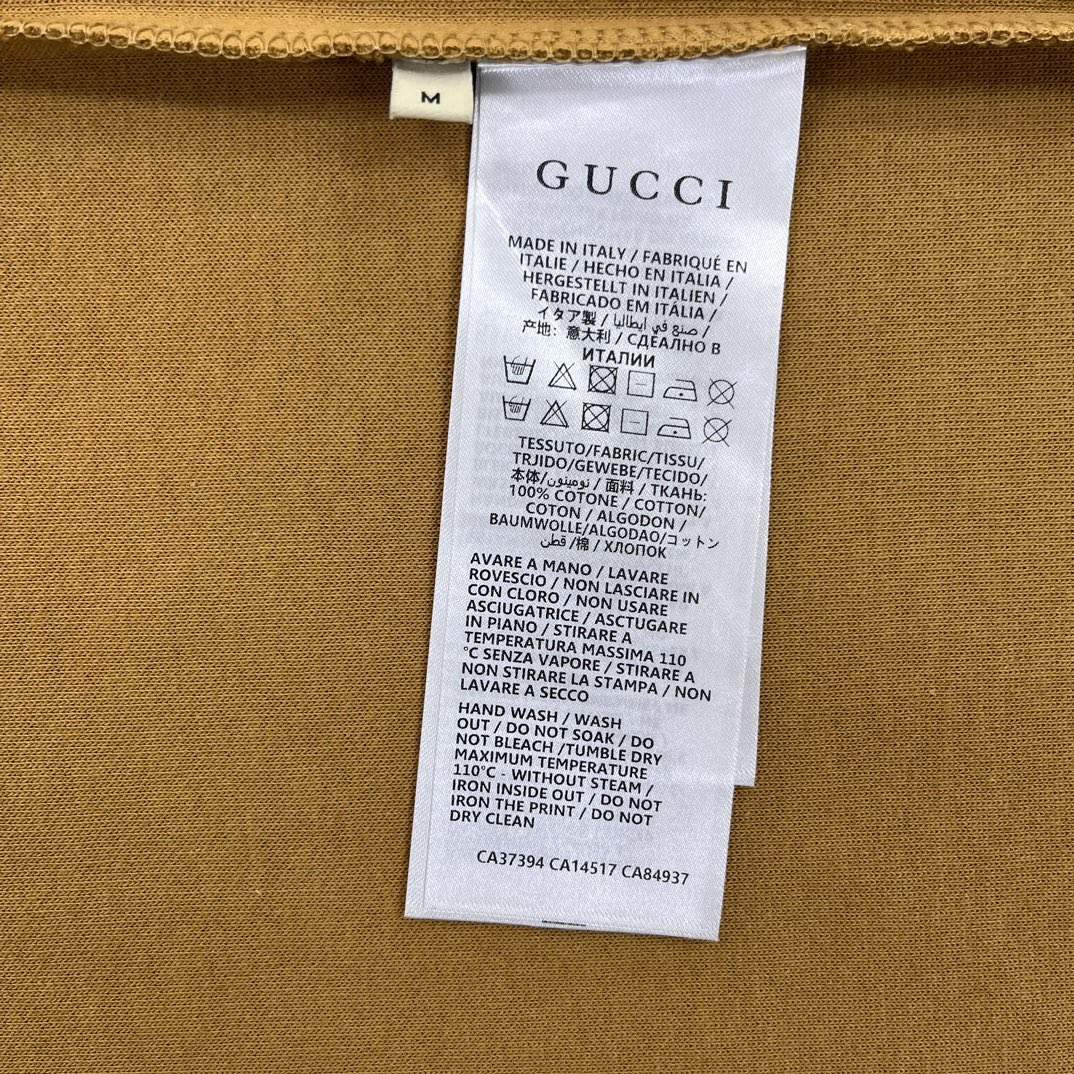 M
GUCCI
MADE IN ITALY / FABRIQUÉ EN
ITALIE / HECHO EN ITALIA /
HERGESTELLT IN ITALIEN /
FABRICADO EM ITÁLIA /
イタア製 / صنع في ايطاليا /
产地: 意大利 / СДЕАЛНО В
ИТАЛИИ
TESSUTO/FABRIC/TISSU/
TRJIDO/GEWEBE/TECIDO/
本体/نومينون / 面料 / ТКАНЬ:
100% COTONE / COTTON/
COTON / ALGODON /
BAUMWOLLE/ALGODAO/コットン
قطن /棉 / ХЛОПОК
AVARE A MANO / LAVARE
ROVESCIO / NON LASCIARE IN
CON CLORO / NON USARE
ASCIUGATRICE / ASCTUGARE
IN PIANO / STIRARE A
TEMPERATURA MASSIMA 110
°C SENZA VAPORE / STIRARE A
NON STIRARE LA STAMPA / NON
LAVARE A SECCO
HAND WASH / WASH
OUT / DO NOT SOAK / DO
NOT BLEACH /TUMBLE DRY
MAXIMUM TEMPERATURE
110°C - WITHOUT STEAM /
IRON INSIDE OUT / DO NOT
IRON THE PRINT / DO NOT
DRY CLEAN
CA37394 CA14517 CA84937